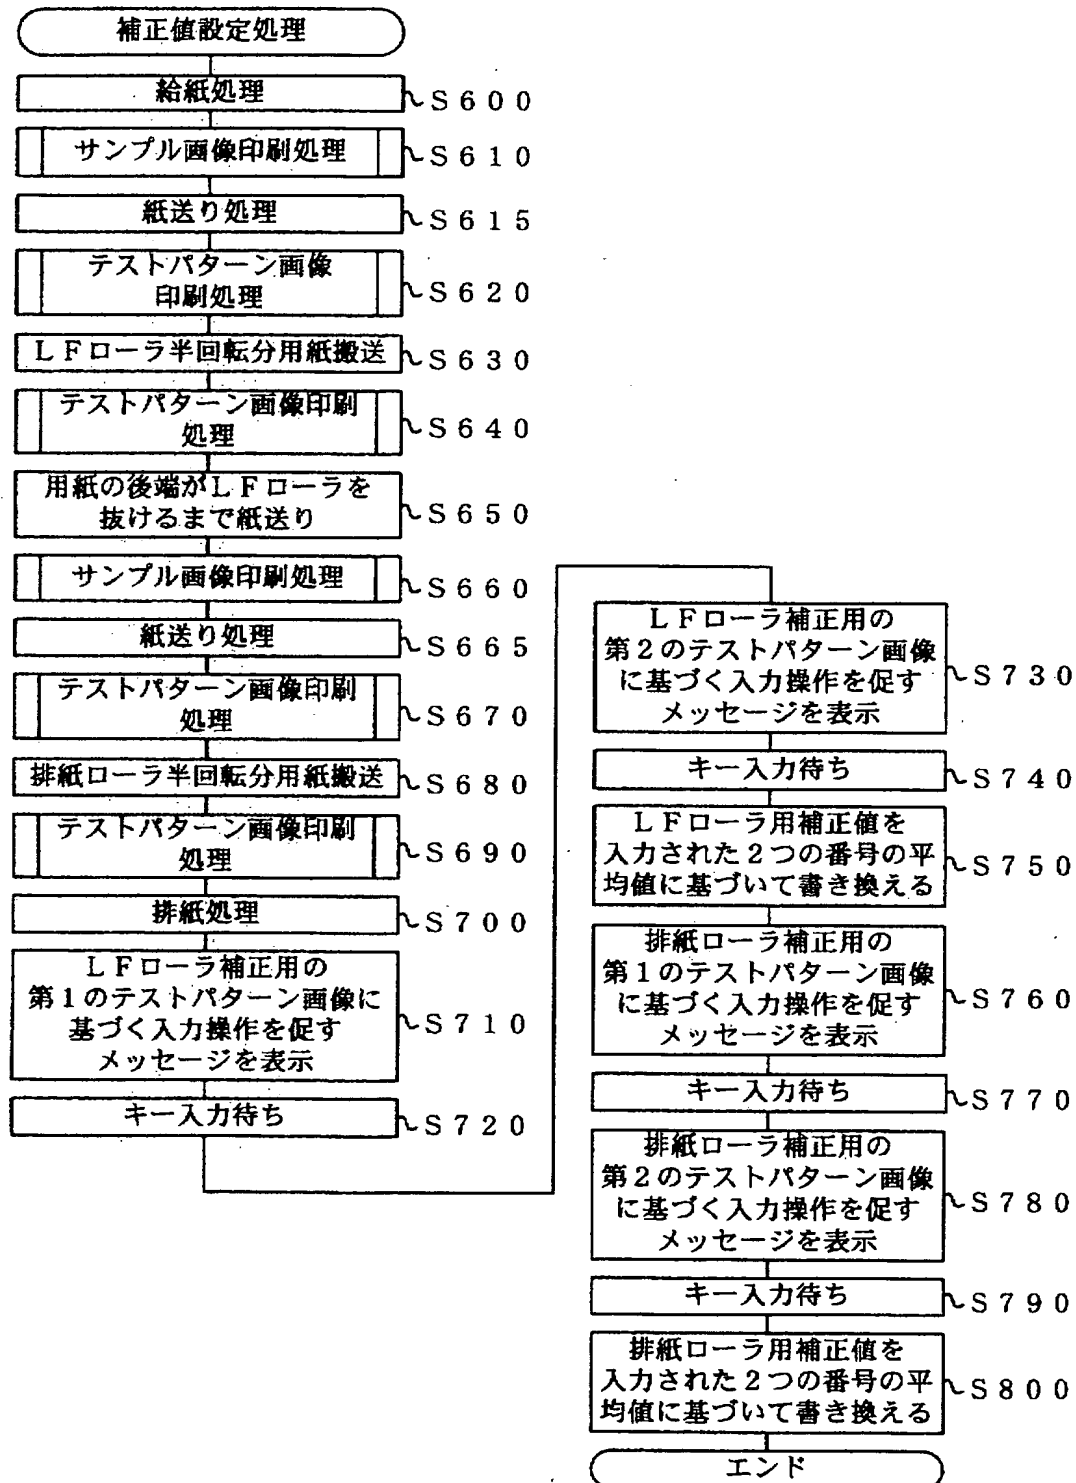 補正値設定処理
給紙処理
S600
サンプル画像印刷処理
S610
紙送り処理
S615
テストパターン画像
印刷処理
S620
LFローラ半回転分用紙搬送
S630
テストパターン画像印刷
処理
S640
用紙の後端がLFローラを
抜けるまで紙送り
S650
サンプル画像印刷処理
S660
紙送り処理
S665
テストパターン画像印刷
処理
S670
排紙ローラ半回転分用紙搬送
S680
テストパターン画像印刷
処理
S690
排紙処理
S700
LFローラ補正用の
第1のテストパターン画像に
基づく入力操作を促す
メッセージを表示
S710
キー入力待ち
S720
LFローラ補正用の
第2のテストパターン画像
に基づく入力操作を促す
メッセージを表示
S730
キー入力待ち
S740
LFローラ用補正値を
入力された2つの番号の平
均値に基づいて書き換える
S750
排紙ローラ補正用の
第1のテストパターン画像
に基づく入力操作を促す
メッセージを表示
S760
キー入力待ち
S770
排紙ローラ補正用の
第2のテストパターン画像
に基づく入力操作を促す
メッセージを表示
S780
キー入力待ち
S790
排紙ローラ用補正値を
入力された2つの番号の平
均値に基づいて書き換える
S800
エンド